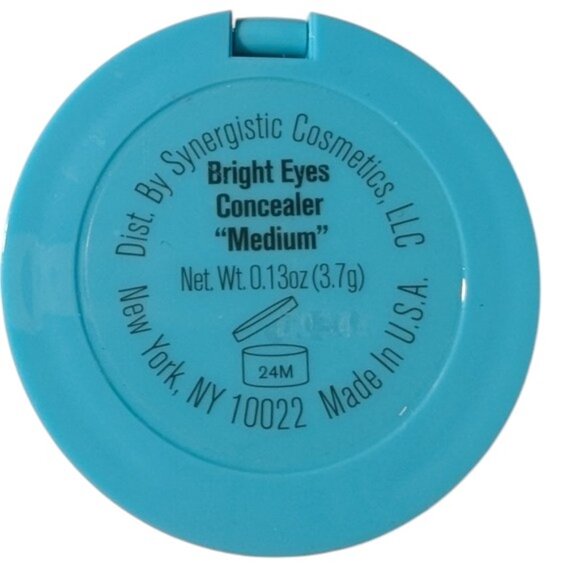 Dist. By Synergistic Cosmetics, LLC
Bright Eyes
Concealer
“Medium”
Net. Wt. 0.13oz (3.7g)
24M
New York, NY 10022 Made In U.S.A.